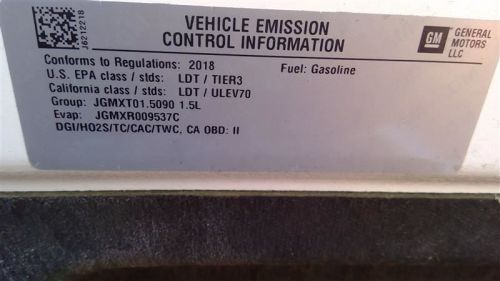 VEHICLE EMISSION
CONTROL INFORMATION
GM
GENERAL
MOTORS
LLC
J6212218
Conforms to Regulations: 2018
Fuel: Gasoline
U.S. EPA class / stds: LDT / TIER3
California class / stds: LDT / ULEV70
Group: JGMXT01.5090 1.5L
Evap: JGMXR009537C
DGI/HO2S/TC/CAC/TWC, CA OBD: II